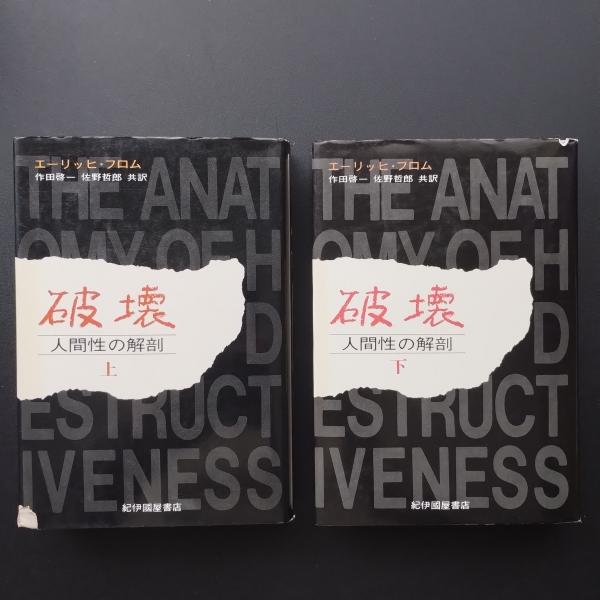 エーリッヒ・フロム
作田啓一 佐野哲郎 共訳
THE ANAT
OMY OF H
破壊
人間性の解剖
D
上
ESTRUCT
IVENESS
紀伊國屋書店
エーリッヒ・フロム
作田啓一 佐野哲郎 共訳
THE ANAT
OMY OF H
破壊
人間性の解剖
D
下
ESTRUCT
IVENESS
紀伊國屋書店